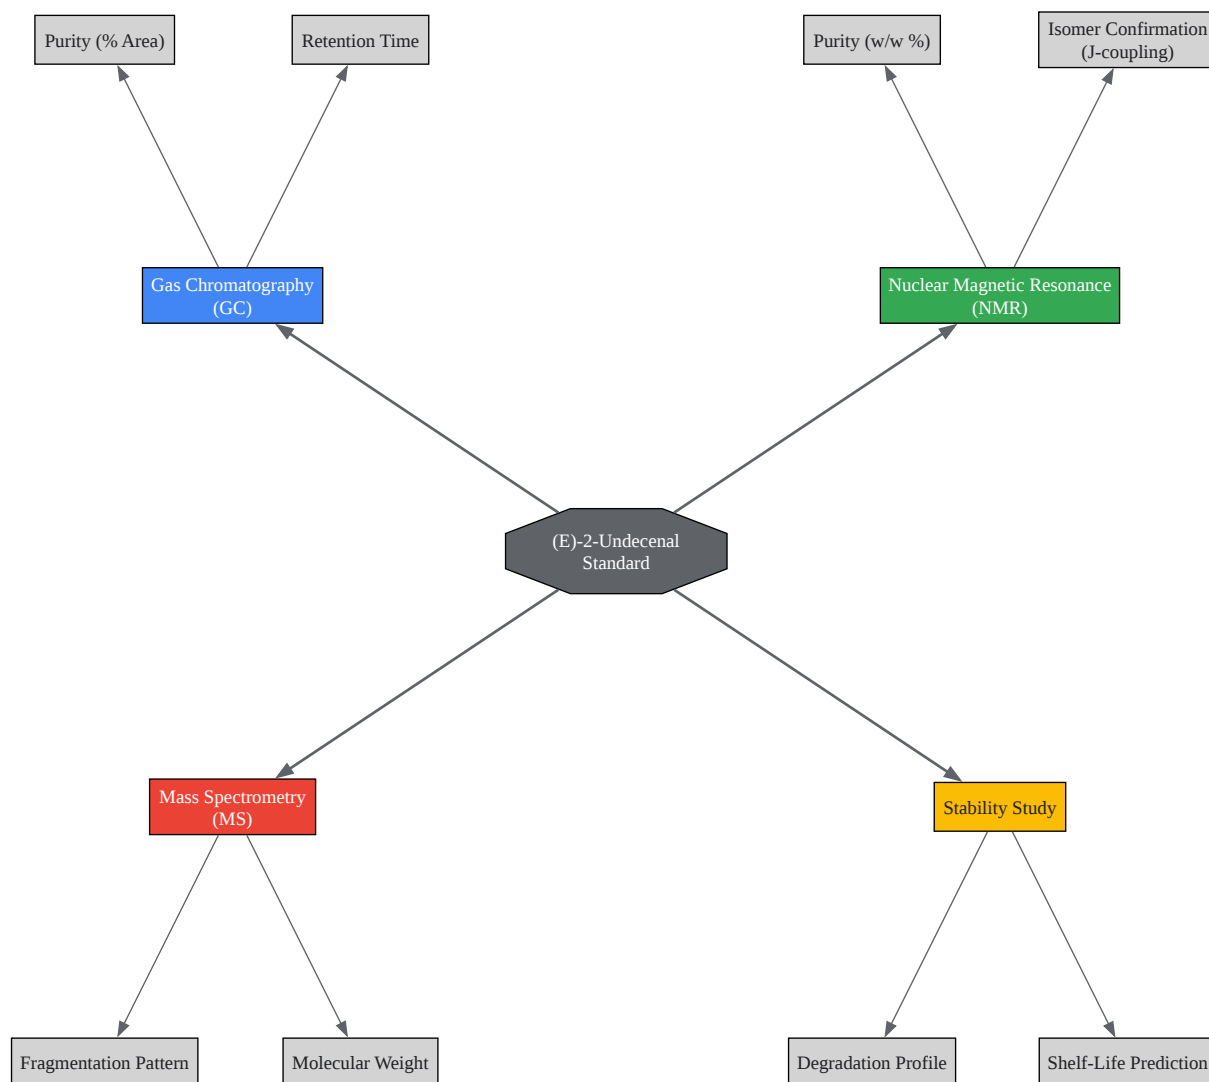 Purity (% Area)
Retention Time
Purity (w/w %)
Isomer Confirmation
(J-coupling)
Gas Chromatography
(GC)
Nuclear Magnetic Resonance
(NMR)
(E)-2-Undecenal
Standard
Mass Spectrometry
(MS)
Stability Study
Fragmentation Pattern
Molecular Weight
Degradation Profile
Shelf-Life Prediction